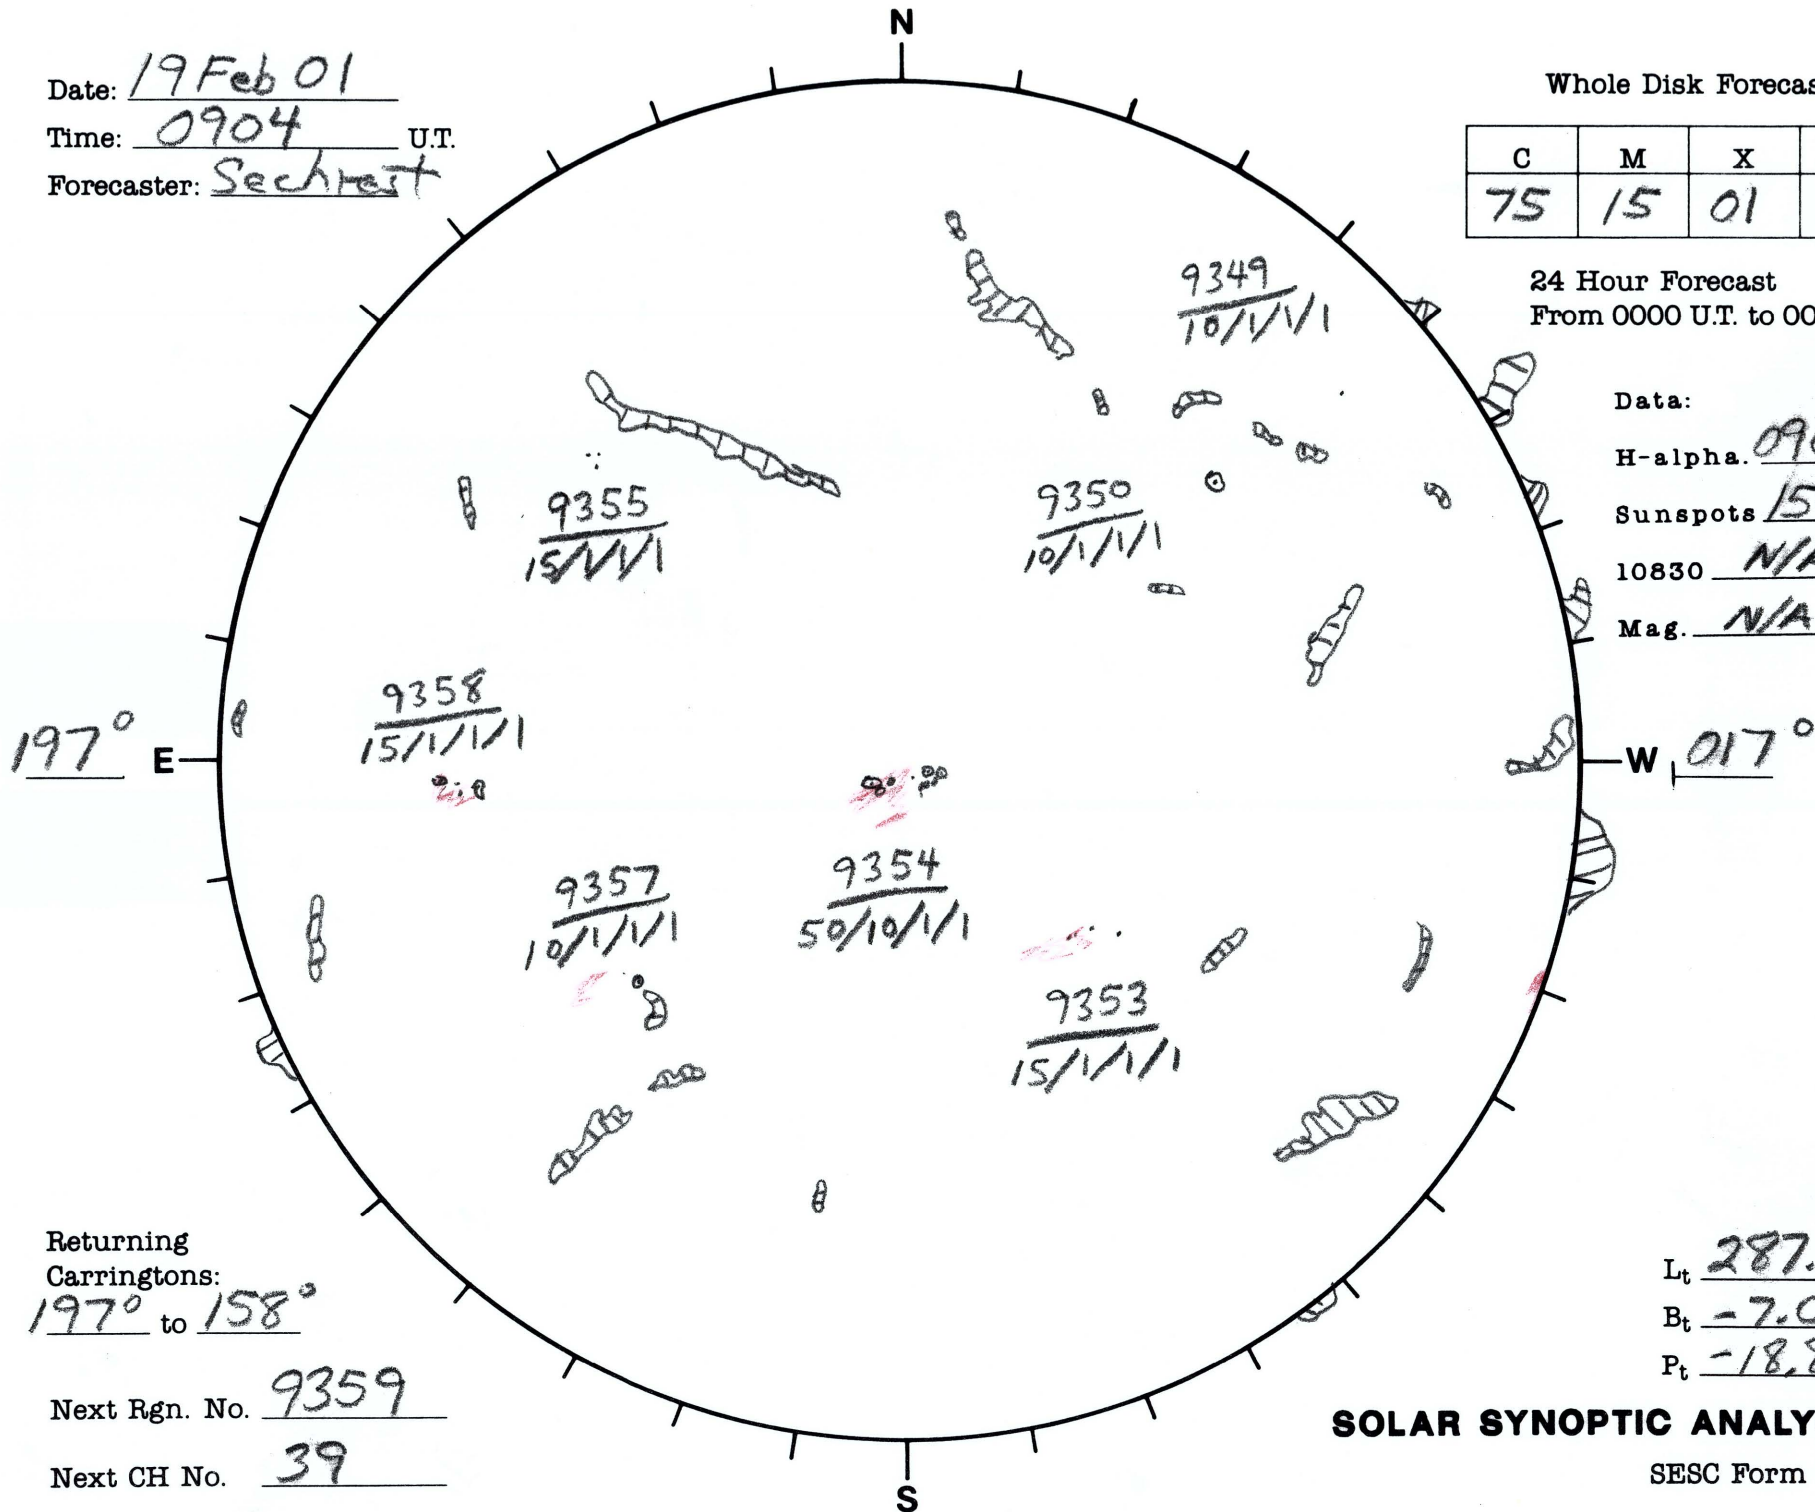 N
Date: 19 Feb 01
Time: 0904 U.T.
Forecaster: Sechrest
Whole Disk Forecas
C M X
75 15 01
24 Hour Forecast
From 0000 U.T. to 00
Data:
H-alpha. 09
Sunspots 15
10830 N/A
Mag. N/A
9349
10/1/1/1
9355
15/1/1/1
9350
10/1/1/1
9358
15/1/1/1
197° E
W 017°
9357
10/1/1/1
9354
50/10/1/1
9353
15/1/1/1
Returning
Carringtons:
197° to 158°
Next Rgn. No. 9359
Next CH No. 39
Lt 287.
Bt -7.0
Pt -18.8
SOLAR SYNOPTIC ANALY
SESC Form
S